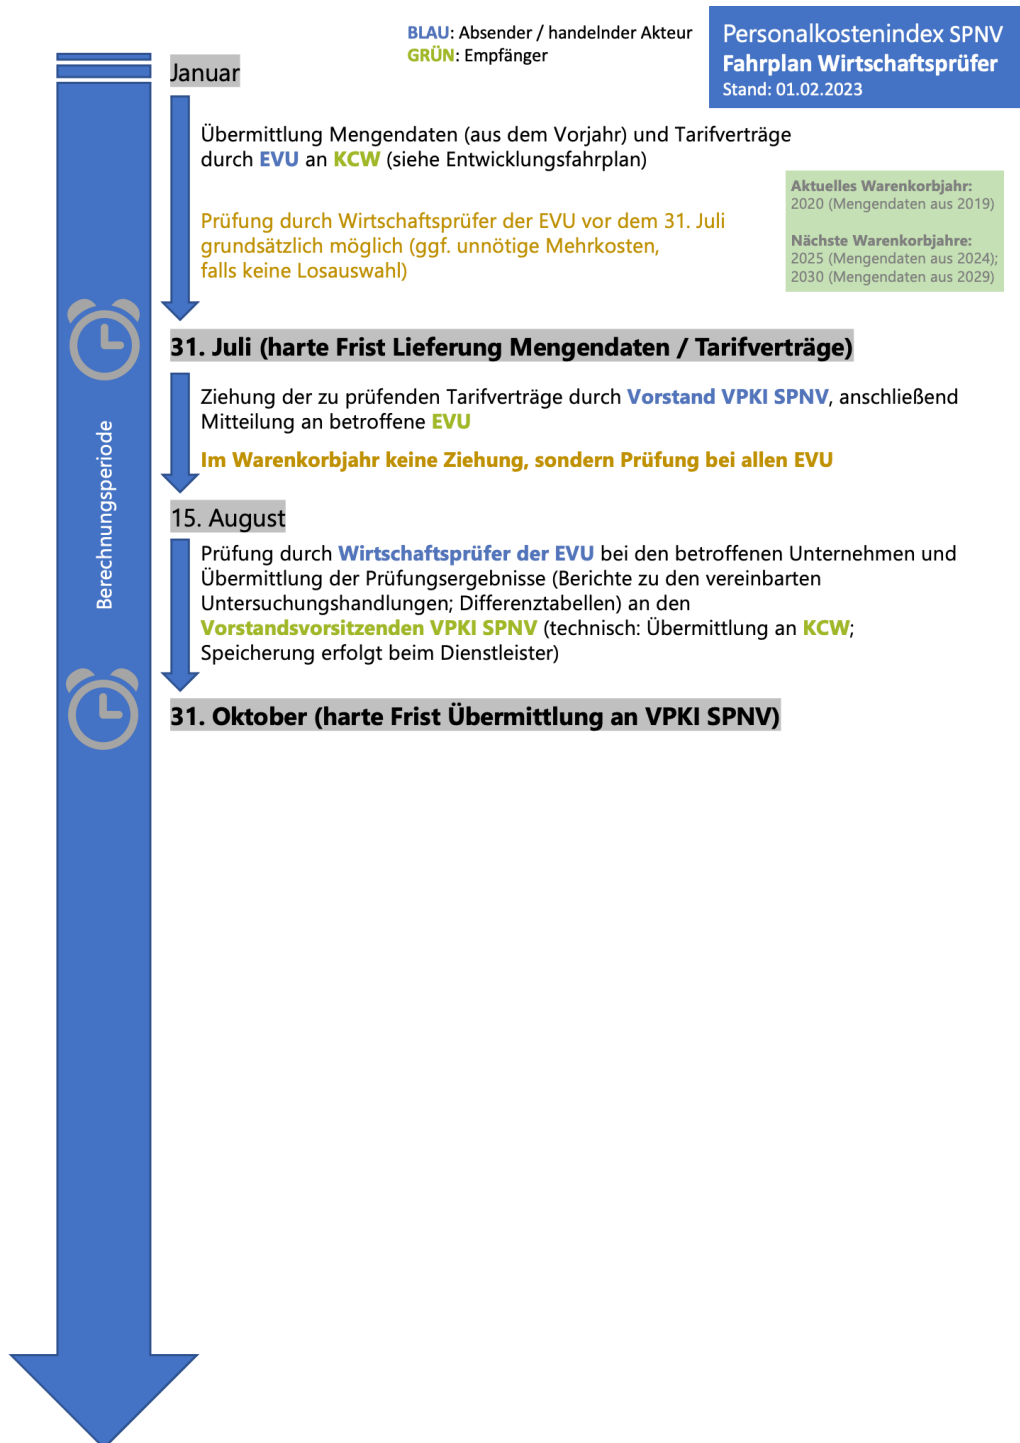 BLAU: Absender / handelnder Akteur
GRÜN: Empfänger
Personalkostenindex SPNV
Fahrplan Wirtschaftsprüfer
Stand: 01.02.2023
Januar
Übermittlung Mengendaten (aus dem Vorjahr) und Tarifverträge
durch EVU an KCW (siehe Entwicklungsfahrplan)
Aktuelles Warenkorbjahr:
2020 (Mengendaten aus 2019)
Nächste Warenkorbjahre:
2025 (Mengendaten aus 2024);
2030 (Mengendaten aus 2029)
Prüfung durch Wirtschaftsprüfer der EVU vor dem 31. Juli
grundsätzlich möglich (ggf. unnötige Mehrkosten,
falls keine Losauswahl)
31. Juli (harte Frist Lieferung Mengendaten / Tarifverträge)
Ziehung der zu prüfenden Tarifverträge durch Vorstand VPKI SPNV, anschließend
Mitteilung an betroffene EVU
Im Warenkorbjahr keine Ziehung, sondern Prüfung bei allen EVU
Berechnungsperiode
15. August
Prüfung durch Wirtschaftsprüfer der EVU bei den betroffenen Unternehmen und
Übermittlung der Prüfungsergebnisse (Berichte zu den vereinbarten
Untersuchungshandlungen; Differenztabellen) an den
Vorstandsvorsitzenden VPKI SPNV (technisch: Übermittlung an KCW;
Speicherung erfolgt beim Dienstleister)
31. Oktober (harte Frist Übermittlung an VPKI SPNV)